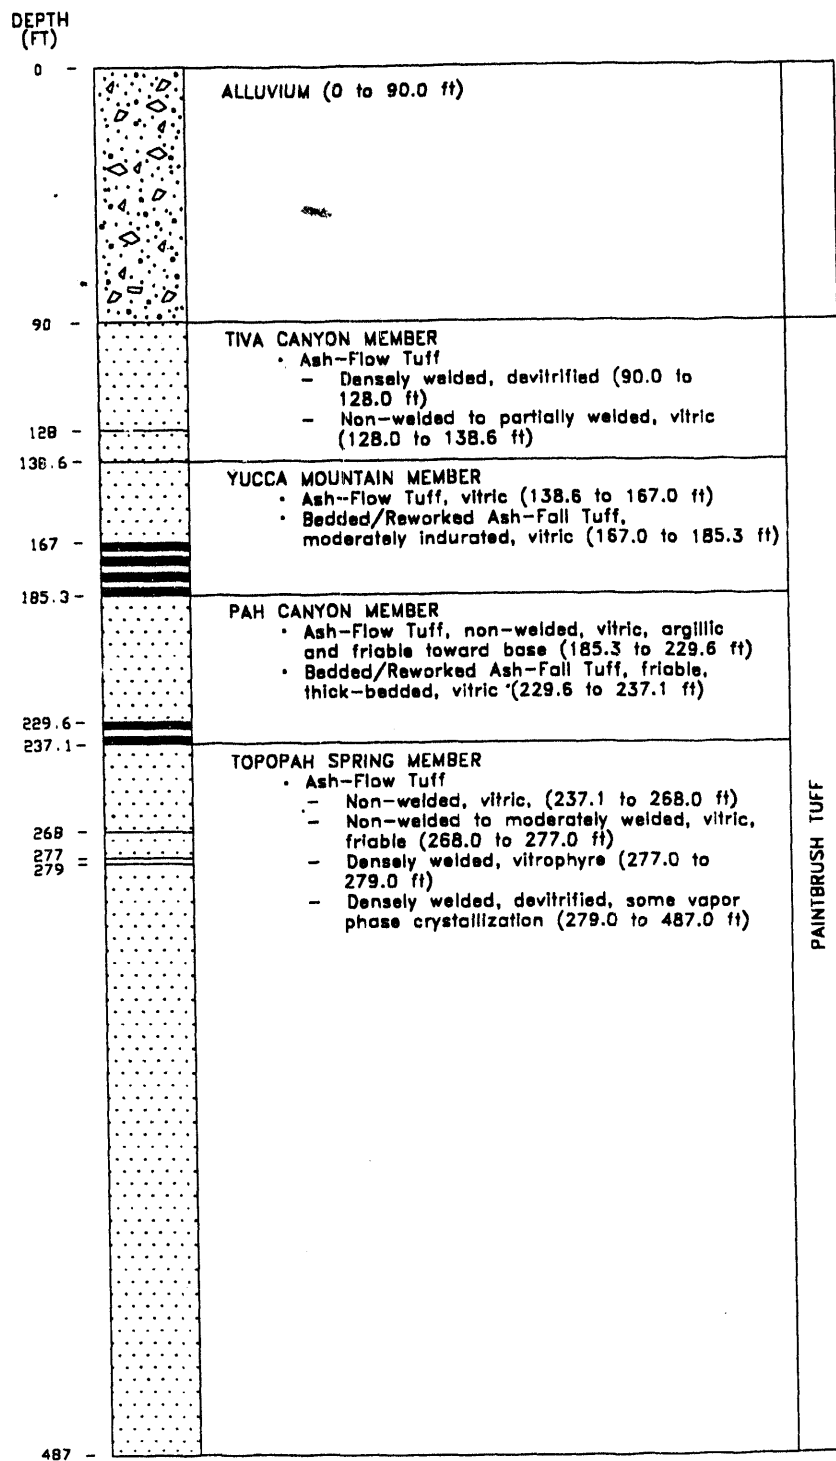 DEPTH
(FT)
0 -
ALLUVIUM (0 to 90.0 ft)
90 -
TIVA CANYON MEMBER
• Ash-Flow Tuff
— Densely welded, devitrified (90.0 to
128.0 ft)
— Non-welded to partially welded, vitric
(128.0 to 138.6 ft)
128 -
138.6 -
YUCCA MOUNTAIN MEMBER
• Ash-Flow Tuff, vitric (138.6 to 167.0 ft)
• Bedded/Reworked Ash-Fall Tuff,
moderately indurated, vitric (167.0 to 185.3 ft)
167 -
185.3 -
PAH CANYON MEMBER
• Ash-Flow Tuff, non-welded, vitric, argillic
and friable toward base (185.3 to 229.6 ft)
• Bedded/Reworked Ash-Fall Tuff, friable,
thick-bedded, vitric (229.6 to 237.1 ft)
229.6 -
237.1 -
TOPOPAH SPRING MEMBER
• Ash-Flow Tuff
— Non-welded, vitric, (237.1 to 268.0 ft)
— Non-welded to moderately welded, vitric,
friable (268.0 to 277.0 ft)
— Densely welded, vitrophyre (277.0 to
279.0 ft)
— Densely welded, devitrified, some vapor
phase crystallization (279.0 to 487.0 ft)
268 -
277 -
279 -
PAINTBRUSH TUFF
487 -